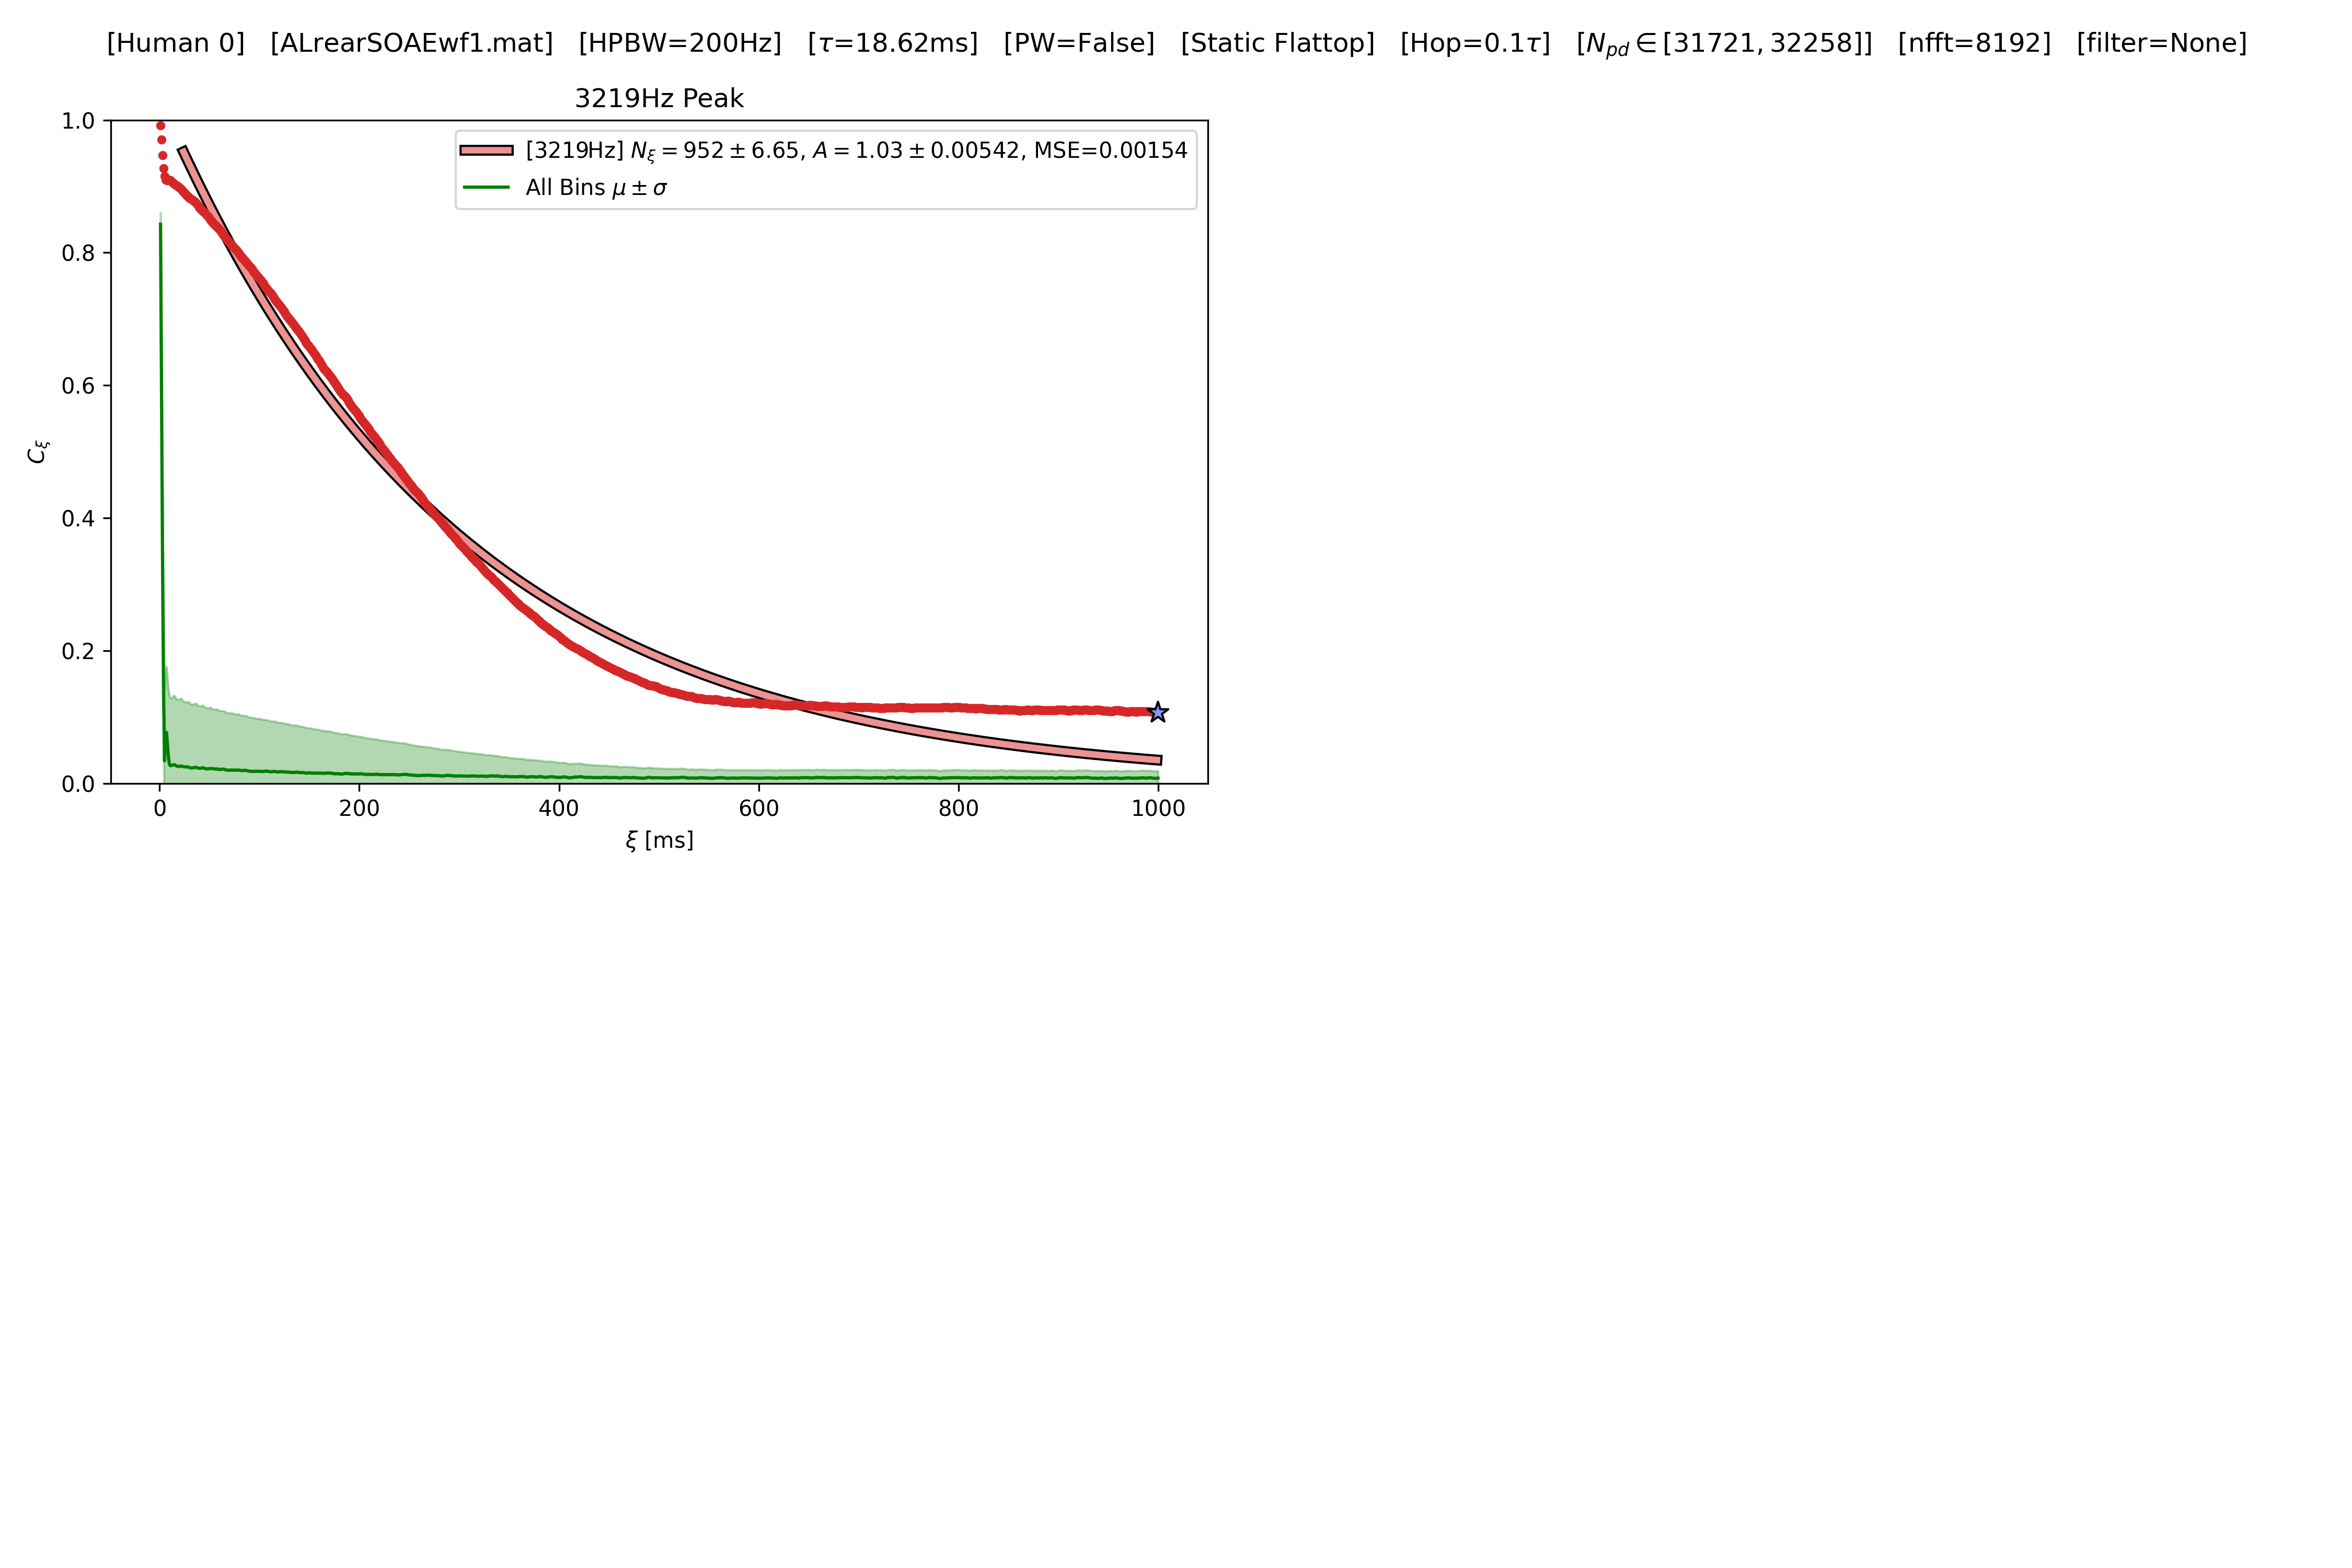 [Human 0] [ALrearSOAEwf1.mat] [HPBW=200Hz] [τ=18.62ms] [PW=False] [Static Flattop] [Hop=0.1τ] [N_pd ∈ [31721, 32258]] [nfft=8192] [filter=None]
3219Hz Peak
[3219Hz] N_ξ = 952 ± 6.65, A = 1.03 ± 0.00542, MSE=0.00154
All Bins μ ± σ
1.0
0.8
0.6
0.4
0.2
0.0
C_ξ
0 200 400 600 800 1000
ξ [ms]